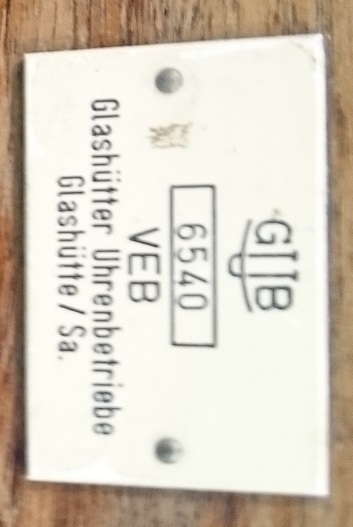 GUB
6540
VEB
Glashütter Uhrenbetriebe
Glashütte / Sa.